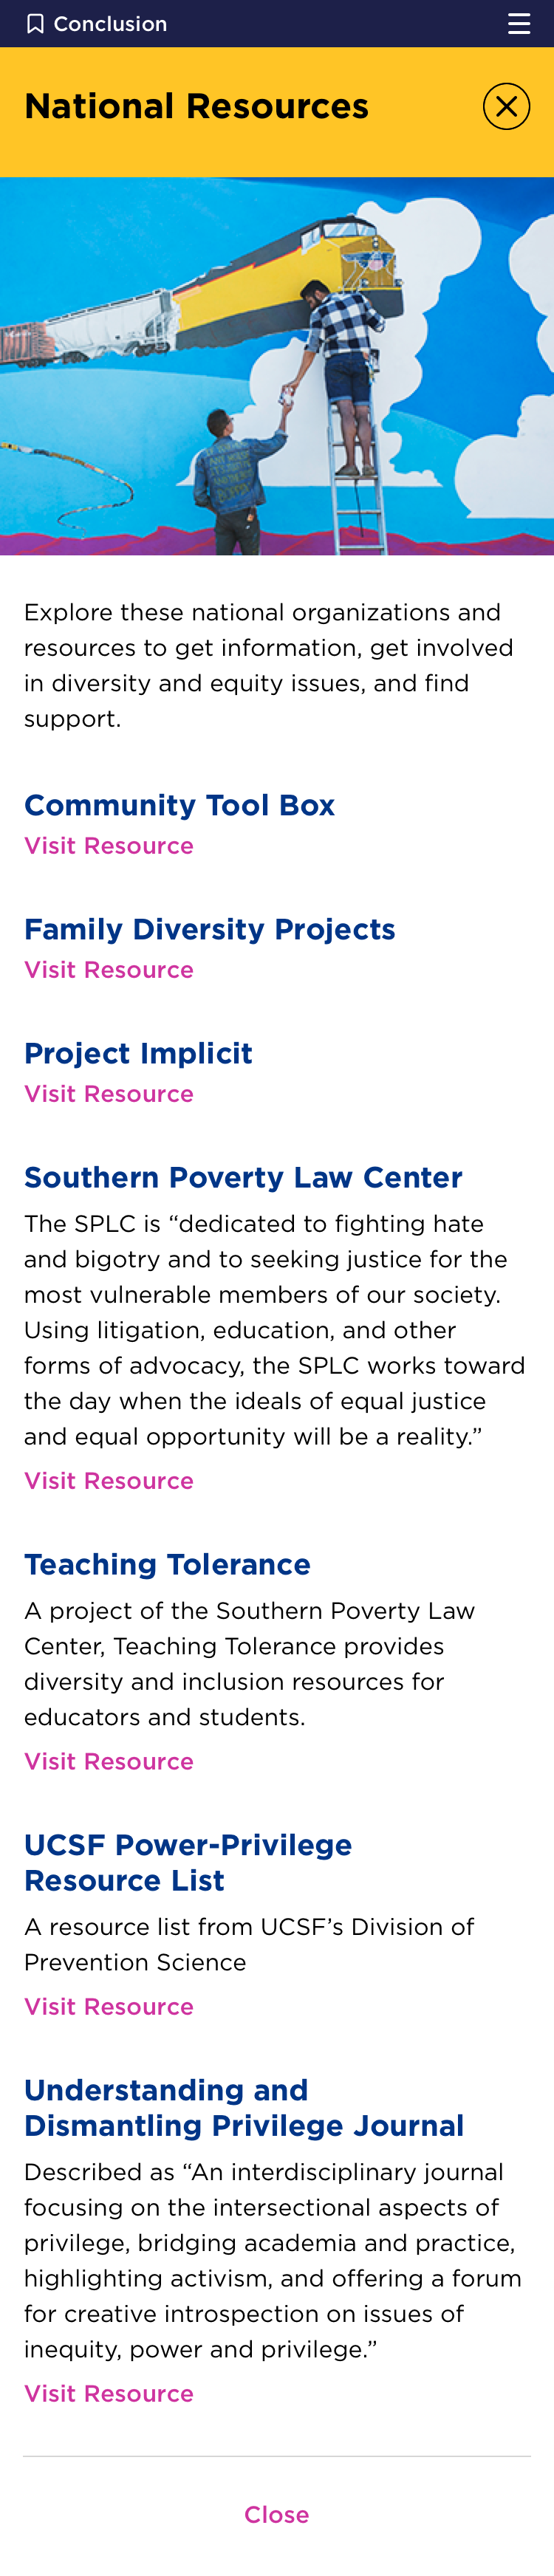 Conclusion
National Resources
Explore these national organizations and
resources to get information, get involved
in diversity and equity issues, and find
support.
Community Tool Box
Visit Resource
Family Diversity Projects
Visit Resource
Project Implicit
Visit Resource
Southern Poverty Law Center
The SPLC is “dedicated to fighting hate
and bigotry and to seeking justice for the
most vulnerable members of our society.
Using litigation, education, and other
forms of advocacy, the SPLC works toward
the day when the ideals of equal justice
and equal opportunity will be a reality.”
Visit Resource
Teaching Tolerance
A project of the Southern Poverty Law
Center, Teaching Tolerance provides
diversity and inclusion resources for
educators and students.
Visit Resource
UCSF Power-Privilege
Resource List
A resource list from UCSF’s Division of
Prevention Science
Visit Resource
Understanding and
Dismantling Privilege Journal
Described as “An interdisciplinary journal
focusing on the intersectional aspects of
privilege, bridging academia and practice,
highlighting activism, and offering a forum
for creative introspection on issues of
inequity, power and privilege.”
Visit Resource
Close